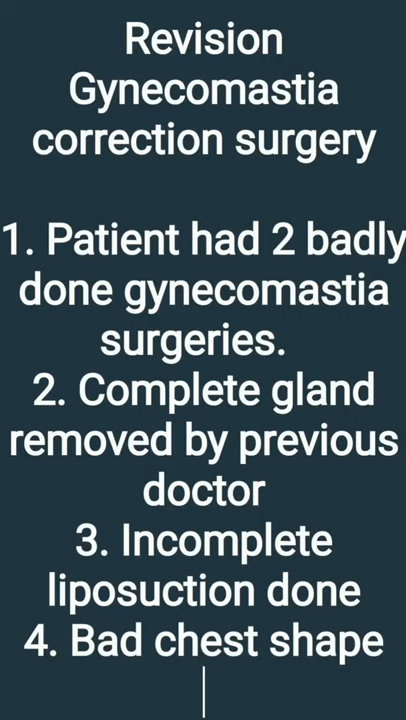 Revision
Gynecomastia
correction surgery
1. Patient had 2 badly
done gynecomastia
surgeries.
2. Complete gland
removed by previous
doctor
3. Incomplete
liposuction done
4. Bad chest shape